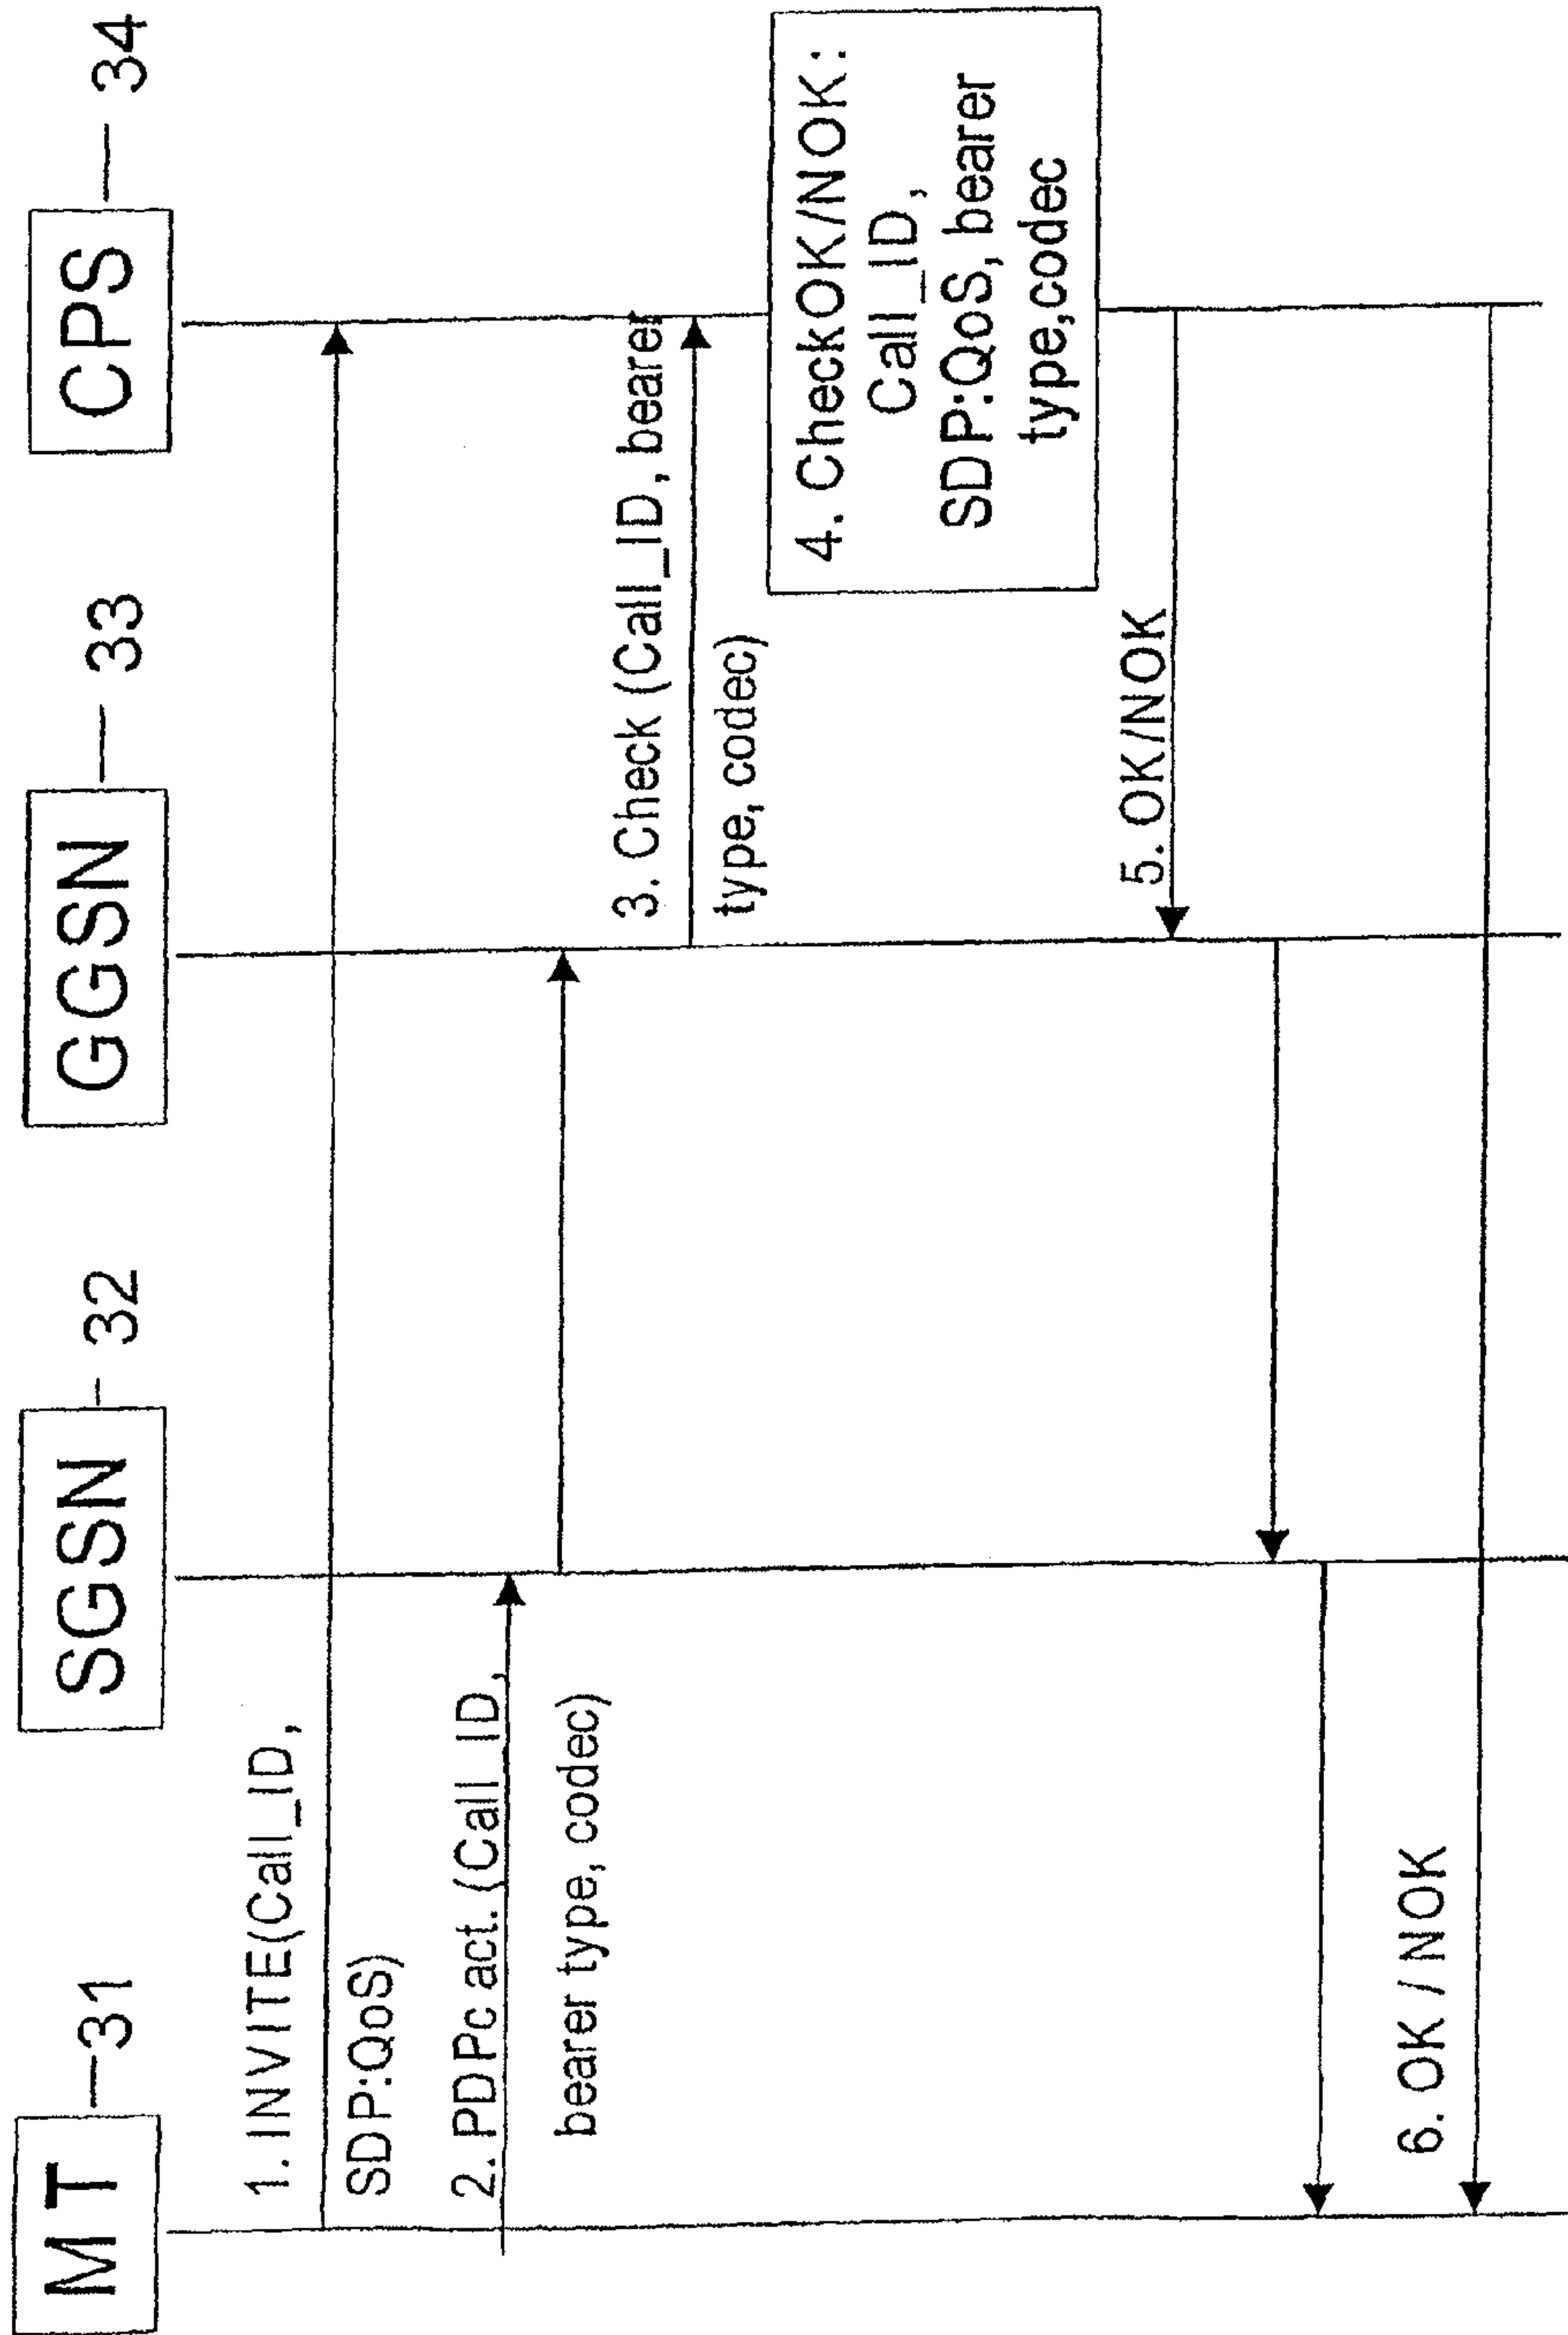 MT
31
SGSN
32
GGSN
33
CPS
34
1. INVITE(Call_ID,
SDP:QoS)
2. PDPc act. (Call_ID,
bearer type, codec)
3. Check (Call_ID, bearer
type, codec)
4. CheckOK/NOK:
Call_ID,
SDP:QoS, bearer
type,codec
5. OK/NOK
6. OK / NOK